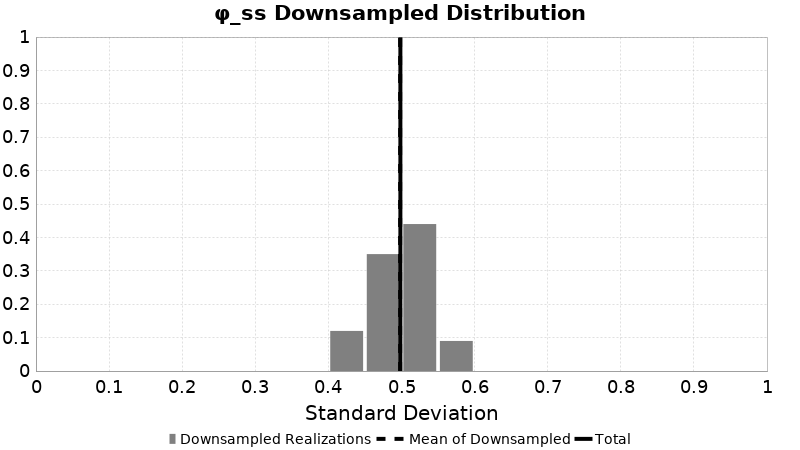 φ_ss Downsampled Distribution
1
0.9
0.8
0.7
0.6
0.5
0.4
0.3
0.2
0.1
0
0 0.1 0.2 0.3 0.4 0.5 0.6 0.7 0.8 0.9 1
Standard Deviation
Downsampled Realizations Mean of Downsampled Total